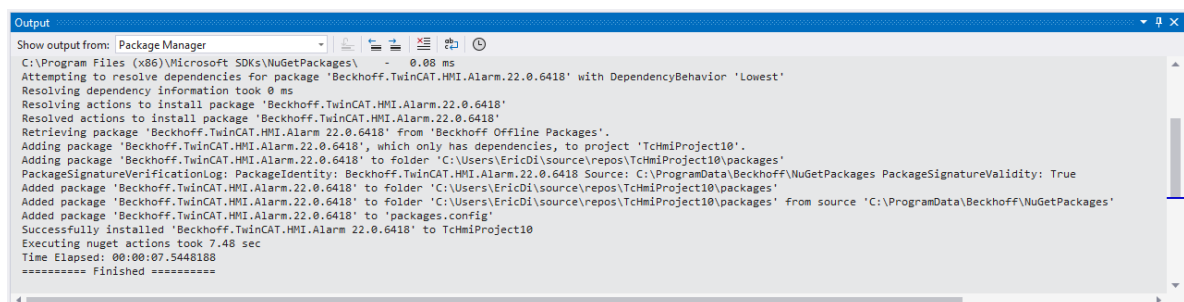 Output
Show output from: Package Manager
C:\Program Files (x86)\Microsoft SDKs\NuGetPackages\    -   0.08 ms
Attempting to resolve dependencies for package 'Beckhoff.TwinCAT.HMI.Alarm.22.0.6418' with DependencyBehavior 'Lowest'
Resolving dependency information took 0 ms
Resolving actions to install package 'Beckhoff.TwinCAT.HMI.Alarm.22.0.6418'
Resolved actions to install package 'Beckhoff.TwinCAT.HMI.Alarm.22.0.6418'
Retrieving package 'Beckhoff.TwinCAT.HMI.Alarm 22.0.6418' from 'Beckhoff Offline Packages'.
Adding package 'Beckhoff.TwinCAT.HMI.Alarm.22.0.6418', which only has dependencies, to project 'TcHmiProject10'.
Adding package 'Beckhoff.TwinCAT.HMI.Alarm.22.0.6418' to folder 'C:\Users\EricDi\source\repos\TcHmiProject10\packages'
PackageSignatureVerificationLog: PackageIdentity: Beckhoff.TwinCAT.HMI.Alarm.22.0.6418 Source: C:\ProgramData\Beckhoff\NuGetPackages PackageSignatureValidity: True
Added package 'Beckhoff.TwinCAT.HMI.Alarm.22.0.6418' to folder 'C:\Users\EricDi\source\repos\TcHmiProject10\packages'
Added package 'Beckhoff.TwinCAT.HMI.Alarm.22.0.6418' to folder 'C:\Users\EricDi\source\repos\TcHmiProject10\packages' from source 'C:\ProgramData\Beckhoff\NuGetPackages'
Added package 'Beckhoff.TwinCAT.HMI.Alarm.22.0.6418' to 'packages.config'
Successfully installed 'Beckhoff.TwinCAT.HMI.Alarm 22.0.6418' to TcHmiProject10
Executing nuget actions took 7.48 sec
Time Elapsed: 00:00:07.5448188
========== Finished ==========